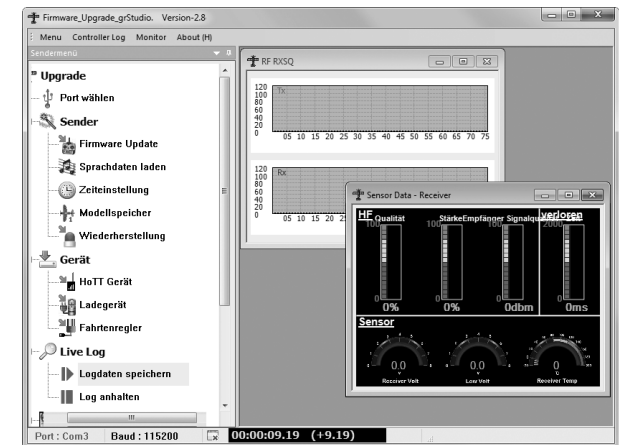 Firmware_Upgrade_grStudio. Version-2.8
Menu Controller Log Monitor About (H)
Sendermenü
Upgrade
Port wählen
Sender
Firmware Update
Sprachdaten laden
Zeiteinstellung
Modellspeicher
Wiederherstellung
Gerät
HoTT Gerät
Ladegerät
Fahrtenregler
Live Log
Logdaten speichern
Log anhalten
RF RXSQ
Tx
120
100
80
60
40
20
0
05 10 15 20 25 30 35 40 45 50 55 60 65 70 75
Rx
120
100
80
60
40
20
0
05 10 15 20 25 30
Sensor Data - Receiver
HF Qualität StärkeEmpfänger Signalqu verloren
100 100 100 2000
0 0 0 0
0% 0% 0dbm 0ms
Sensor
0.0 0.0 0
V V °C
Receiver Volt Low Volt Receiver Temp
Port : Com3 Baud : 115200 00:00:09.19 (+9.19)